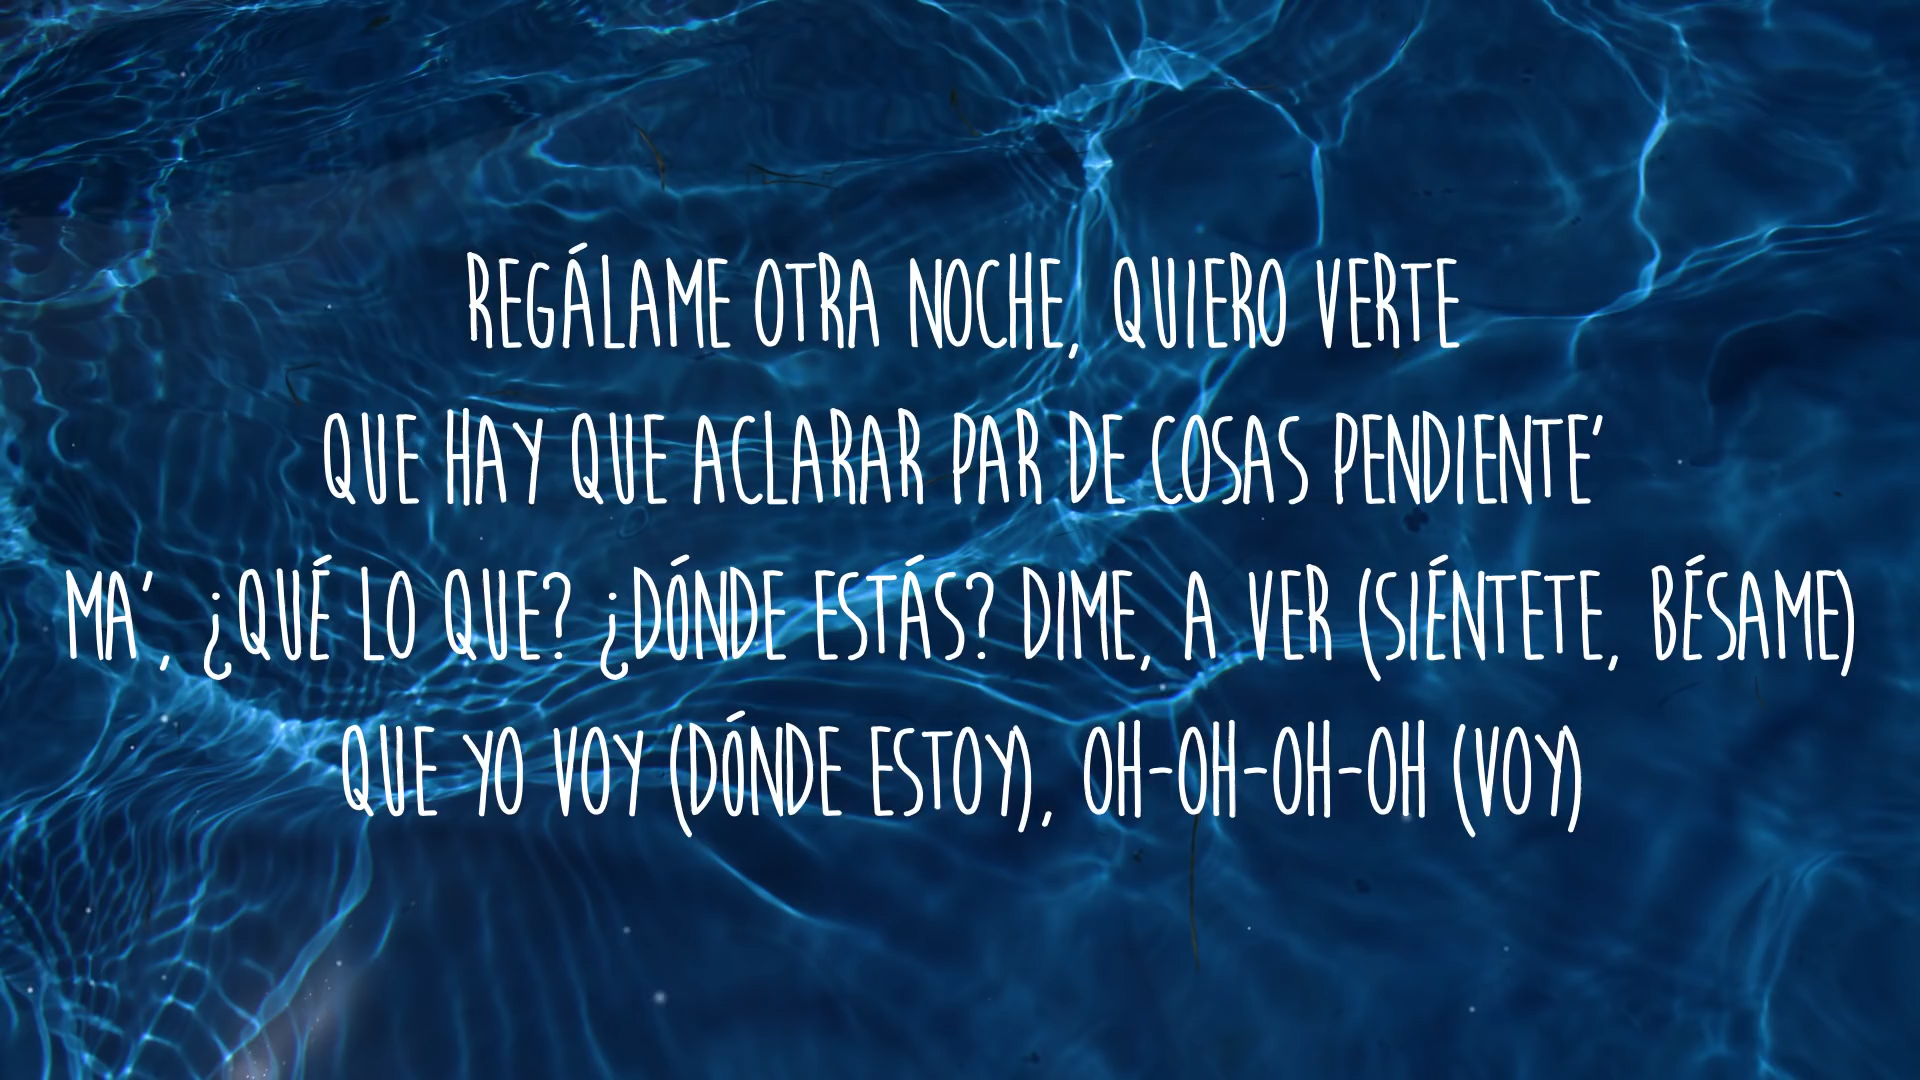 REGÁLAME OTRA NOCHE, QUIERO VERTE
QUE HAY QUE ACLARAR PAR DE COSAS PENDIENTE'
MA', ¿QUÉ LO QUE? ¿DÓNDE ESTÁS? DIME, A VER (SIÉNTETE, BÉSAME)
QUE YO VOY (DÓNDE ESTOY), OH-OH-OH-OH (VOY)